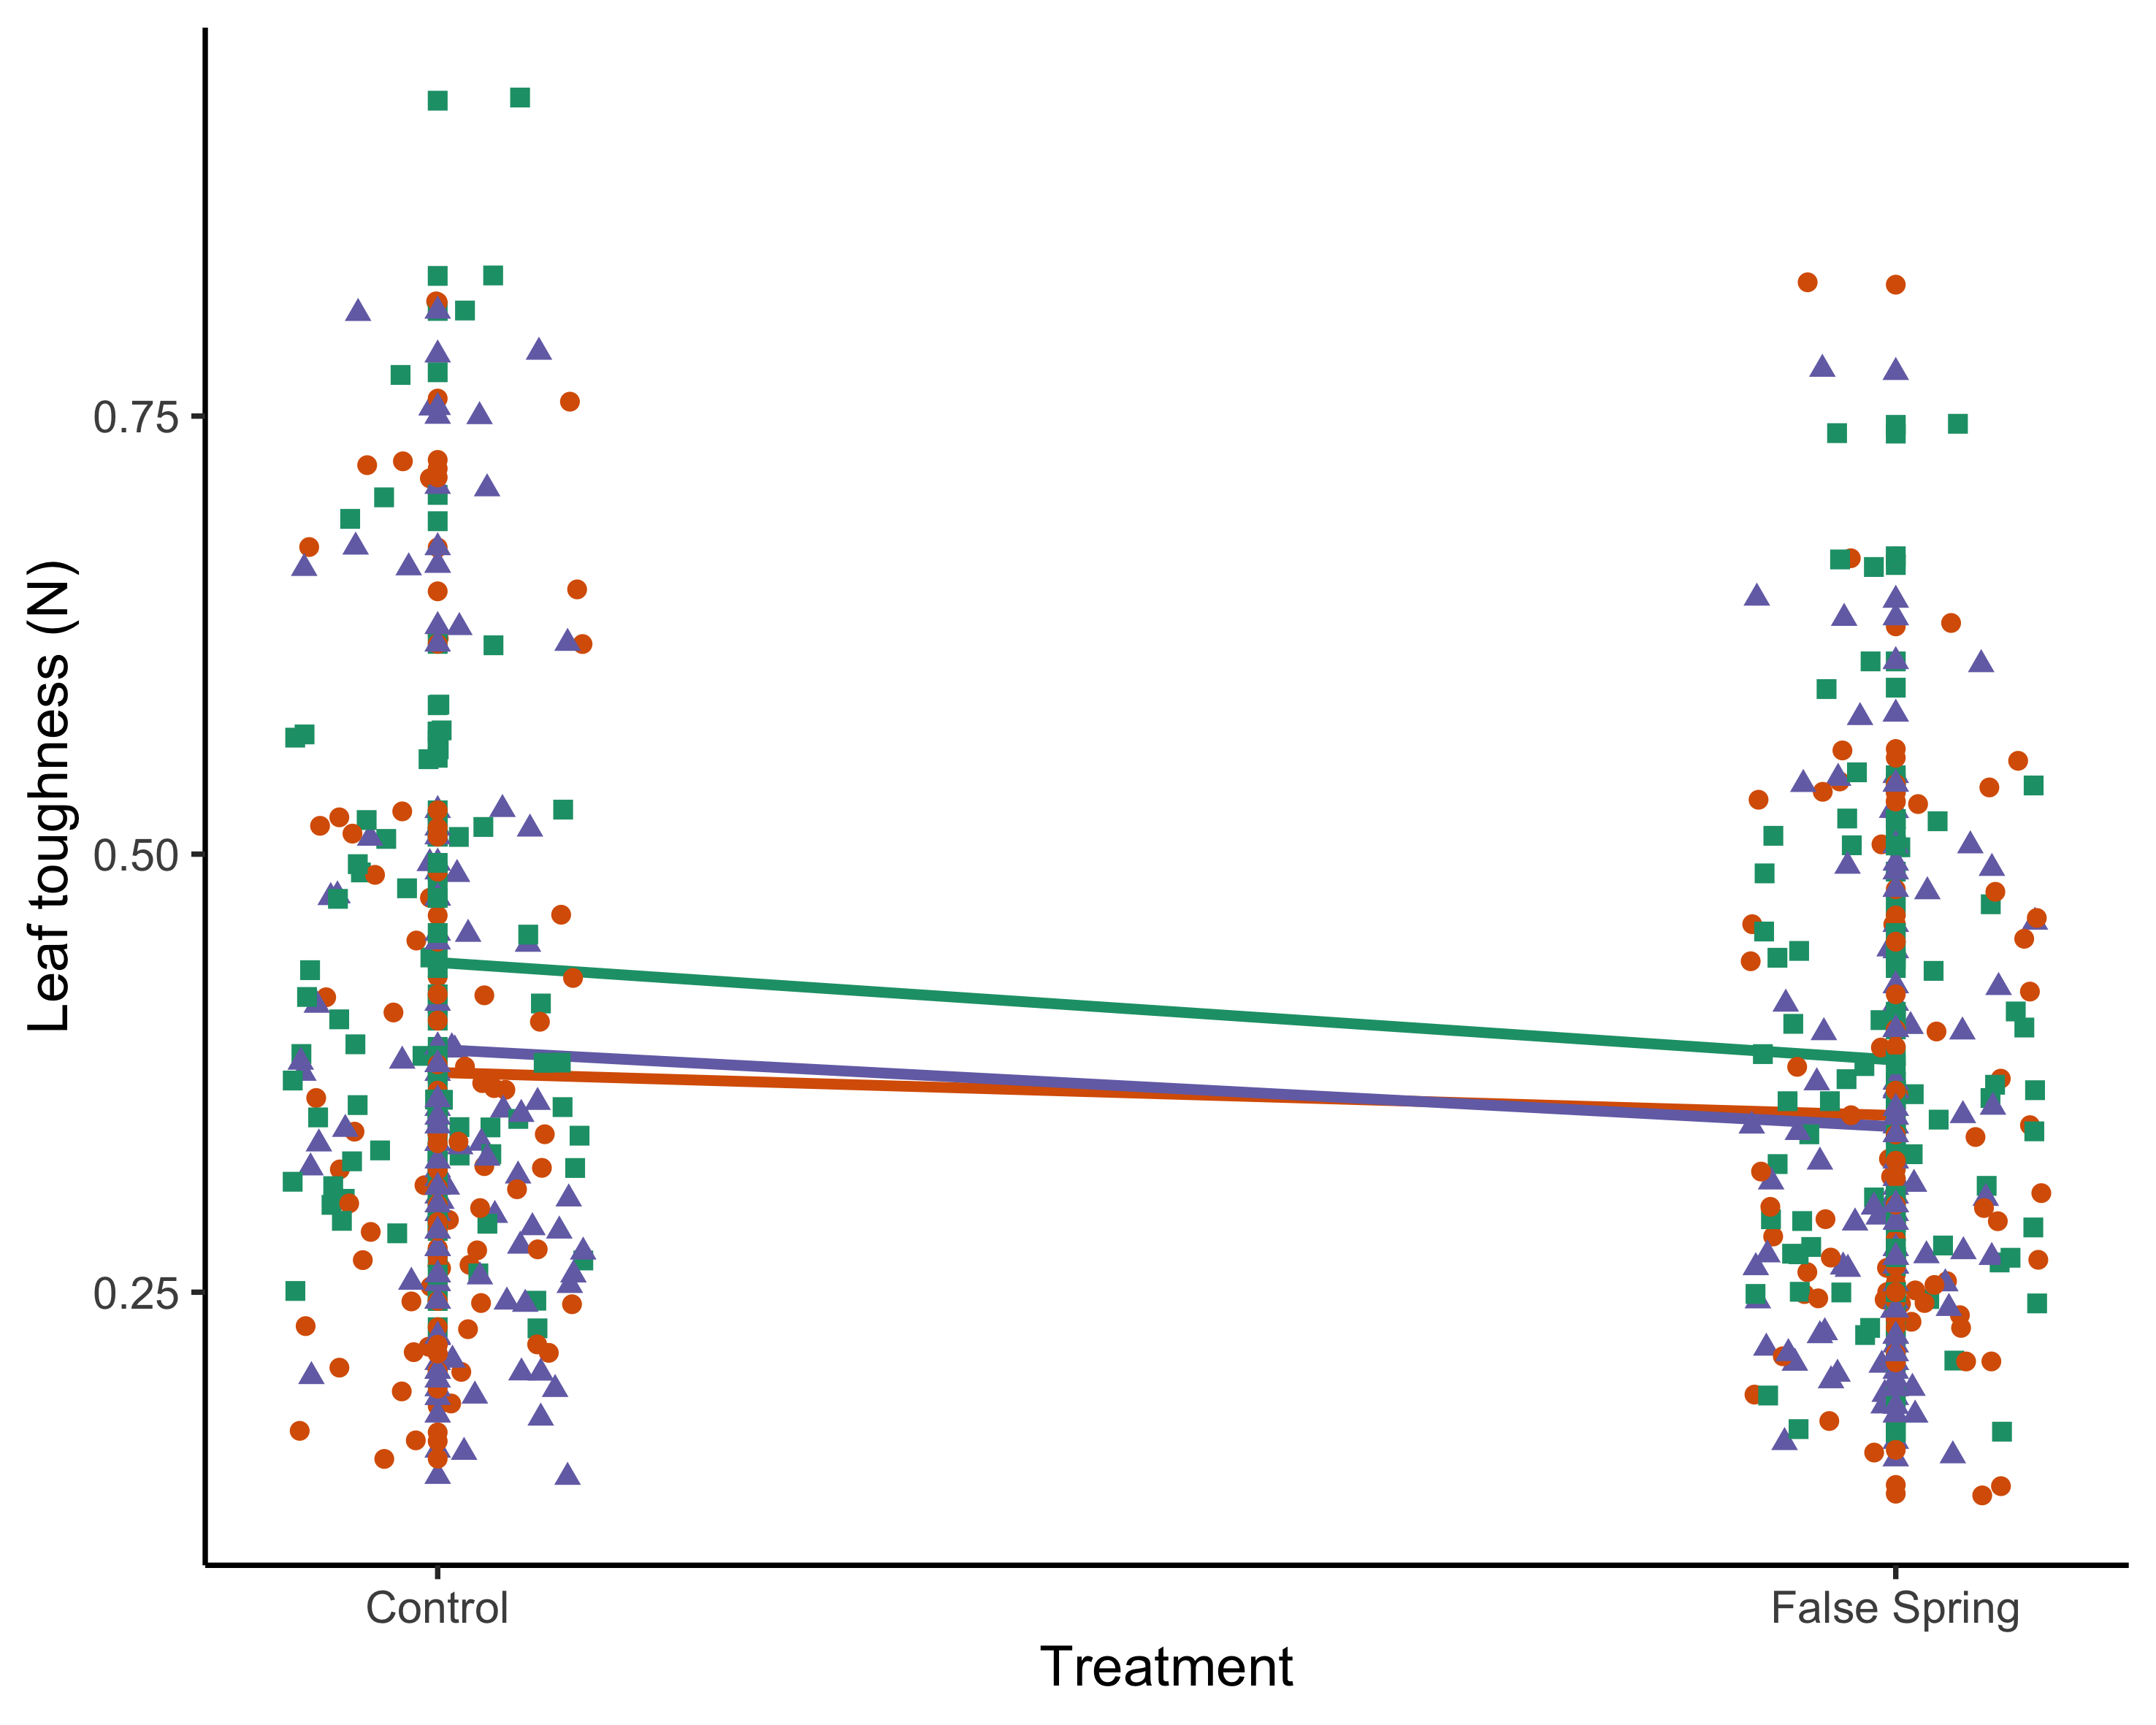 Leaf toughness (N)
0.75
0.50
0.25
Control
False Spring
Treatment